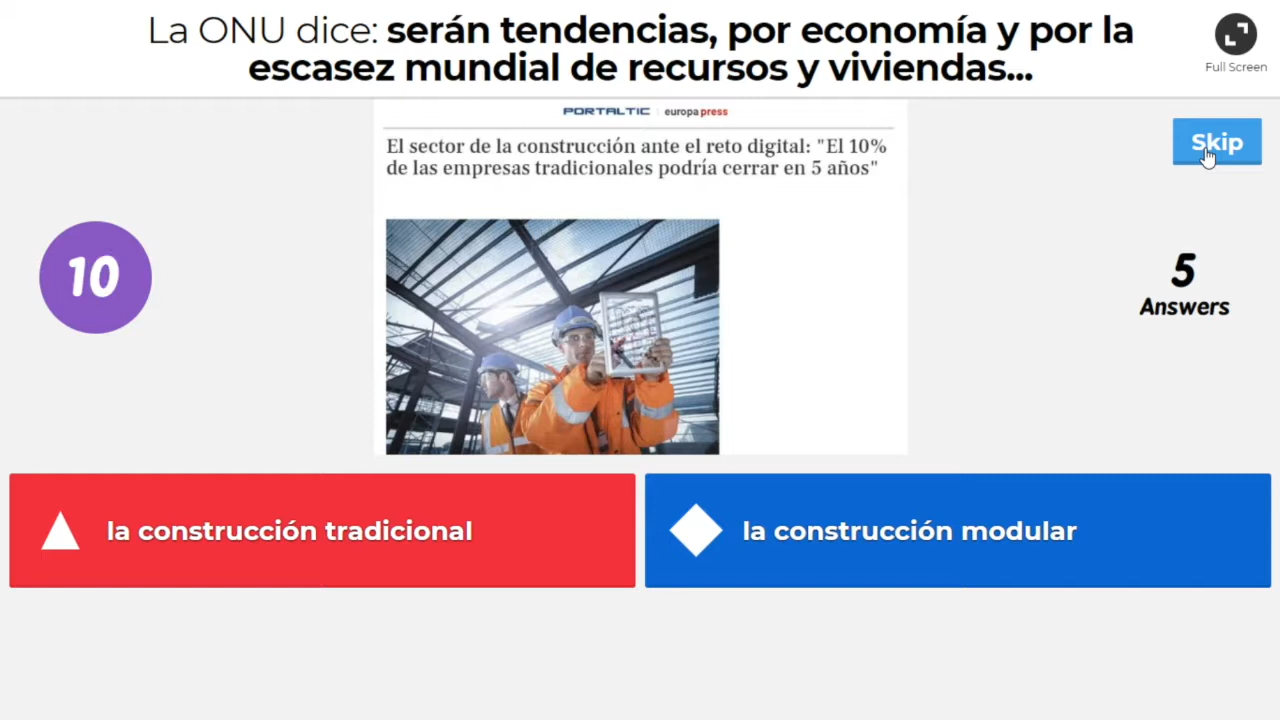 La ONU dice: serán tendencias, por economía y por la
escasez mundial de recursos y viviendas...
Full Screen
PORTALTIC | europa press
El sector de la construcción ante el reto digital: "El 10%
de las empresas tradicionales podría cerrar en 5 años"
Skip
10
5
Answers
la construcción tradicional
la construcción modular